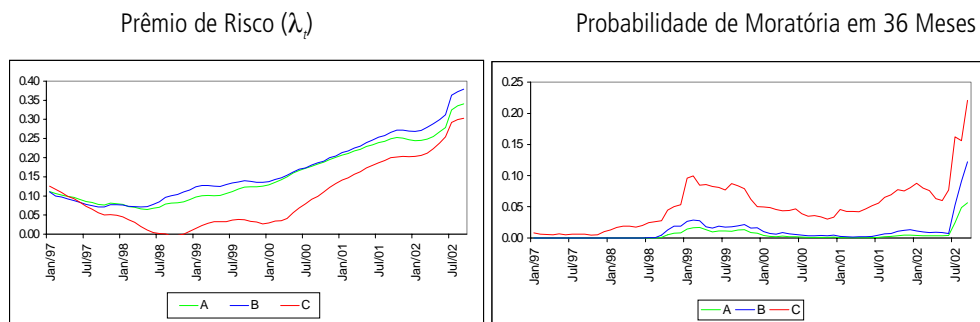 Prêmio de Risco (λt)
0.40
0.35
0.30
0.25
0.20
0.15
0.10
0.05
0.00
Jan/97
Jul/97
Jan/98
Jul/98
Jan/99
Jul/99
Jan/00
Jul/00
Jan/01
Jul/01
Jan/02
Jul/02
A B C
Probabilidade de Moratória em 36 Meses
0.25
0.20
0.15
0.10
0.05
0.00
Jan/97
Jul/97
Jan/98
Jul/98
Jan/99
Jul/99
Jan/00
Jul/00
Jan/01
Jul/01
Jan/02
Jul/02
A B C